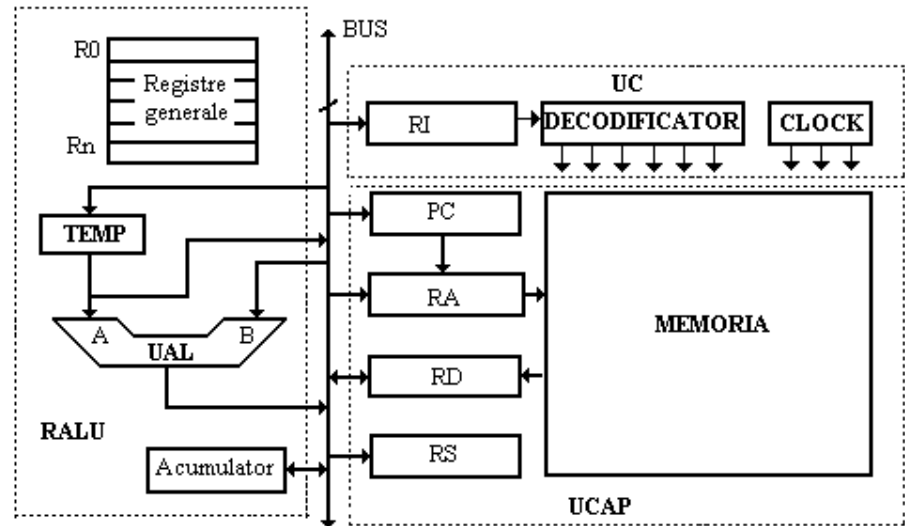 BUS
R0
Registre
generale
Rn
UC
RI
DECODIFICATOR
CLOCK
TEMP
PC
RA
MEMORIA
A
B
UAL
RD
RALU
Acumulator
RS
UCAP